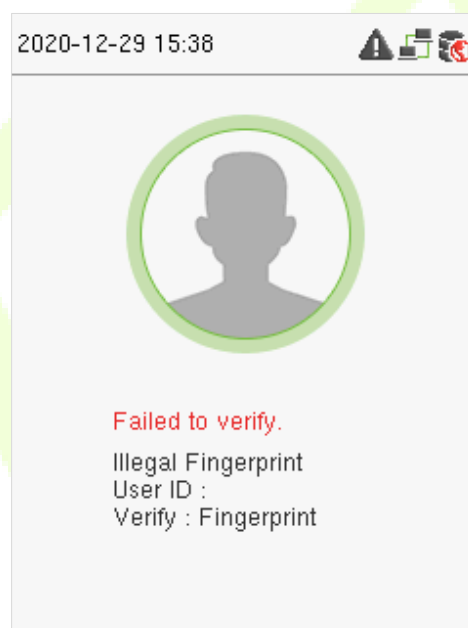 2020-12-29 15:38
Failed to verify.
Illegal Fingerprint
User ID :
Verify : Fingerprint